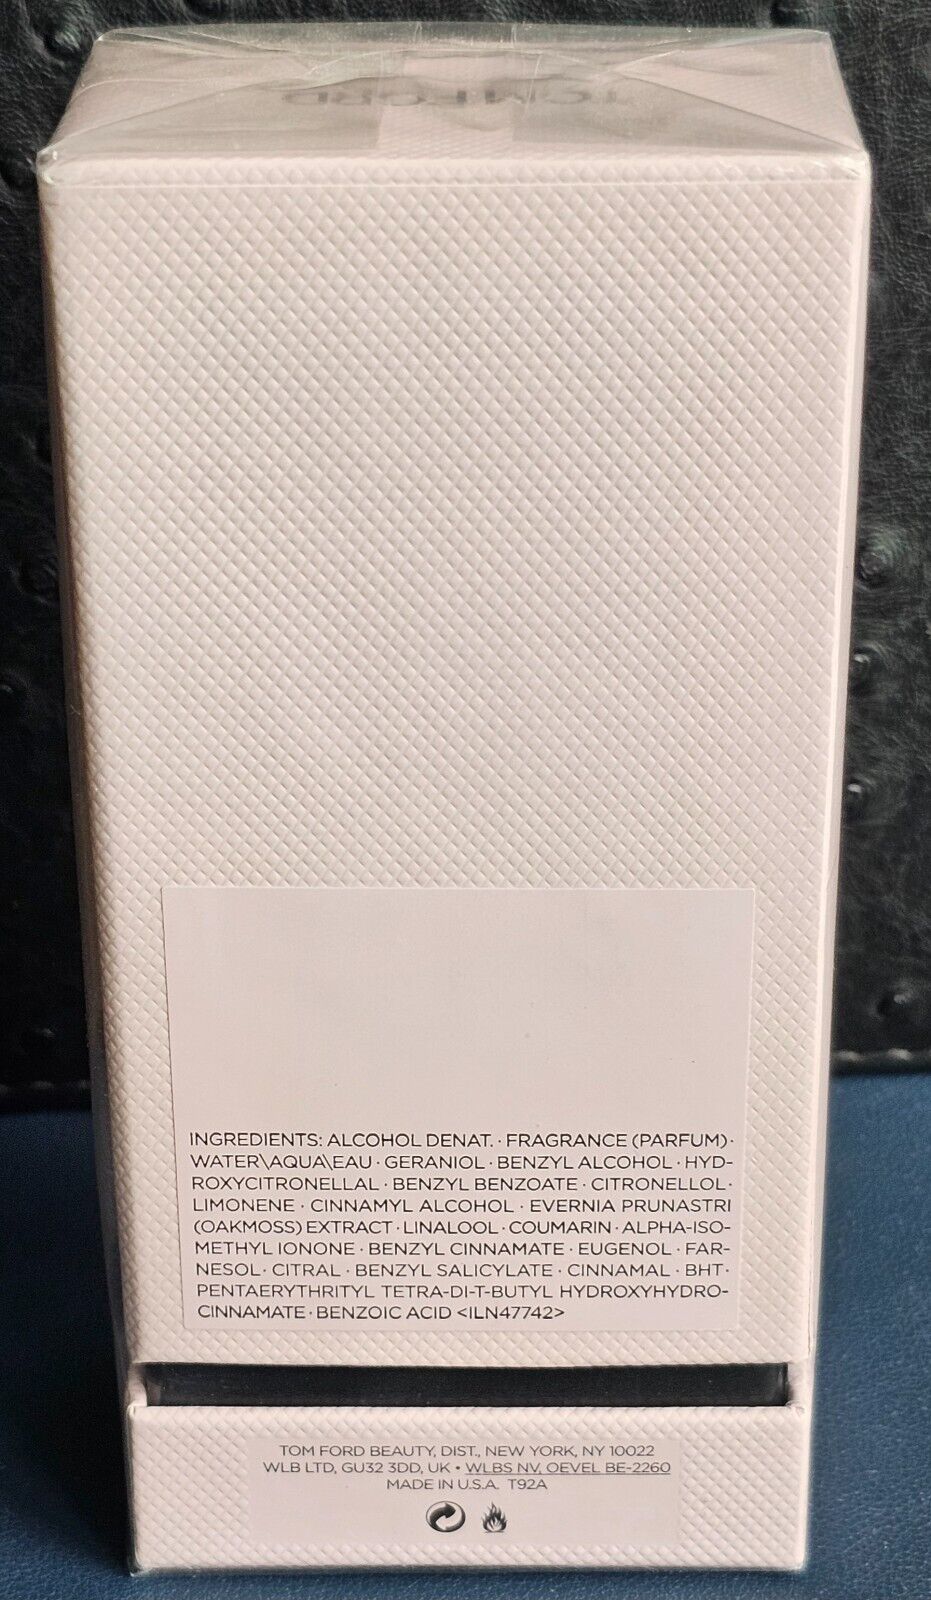 TOM FORD
INGREDIENTS: ALCOHOL DENAT. · FRAGRANCE (PARFUM) ·
WATER\AQUA\EAU · GERANIOL · BENZYL ALCOHOL · HYD-
ROXYCITRONELLAL · BENZYL BENZOATE · CITRONELLOL ·
LIMONENE · CINNAMYL ALCOHOL · EVERNIA PRUNASTRI
(OAKMOSS) EXTRACT · LINALOOL · COUMARIN · ALPHA-ISO-
METHYL IONONE · BENZYL CINNAMATE · EUGENOL · FAR-
NESOL · CITRAL · BENZYL SALICYLATE · CINNAMAL · BHT ·
PENTAERYTHRITYL TETRA-DI-T-BUTYL HYDROXYHYDRO-
CINNAMATE · BENZOIC ACID <ILN47742>
TOM FORD BEAUTY, DIST., NEW YORK, NY 10022
WLB LTD, GU32 3DD, UK • WLBS NV, OEVEL BE-2260
MADE IN U.S.A. T92A